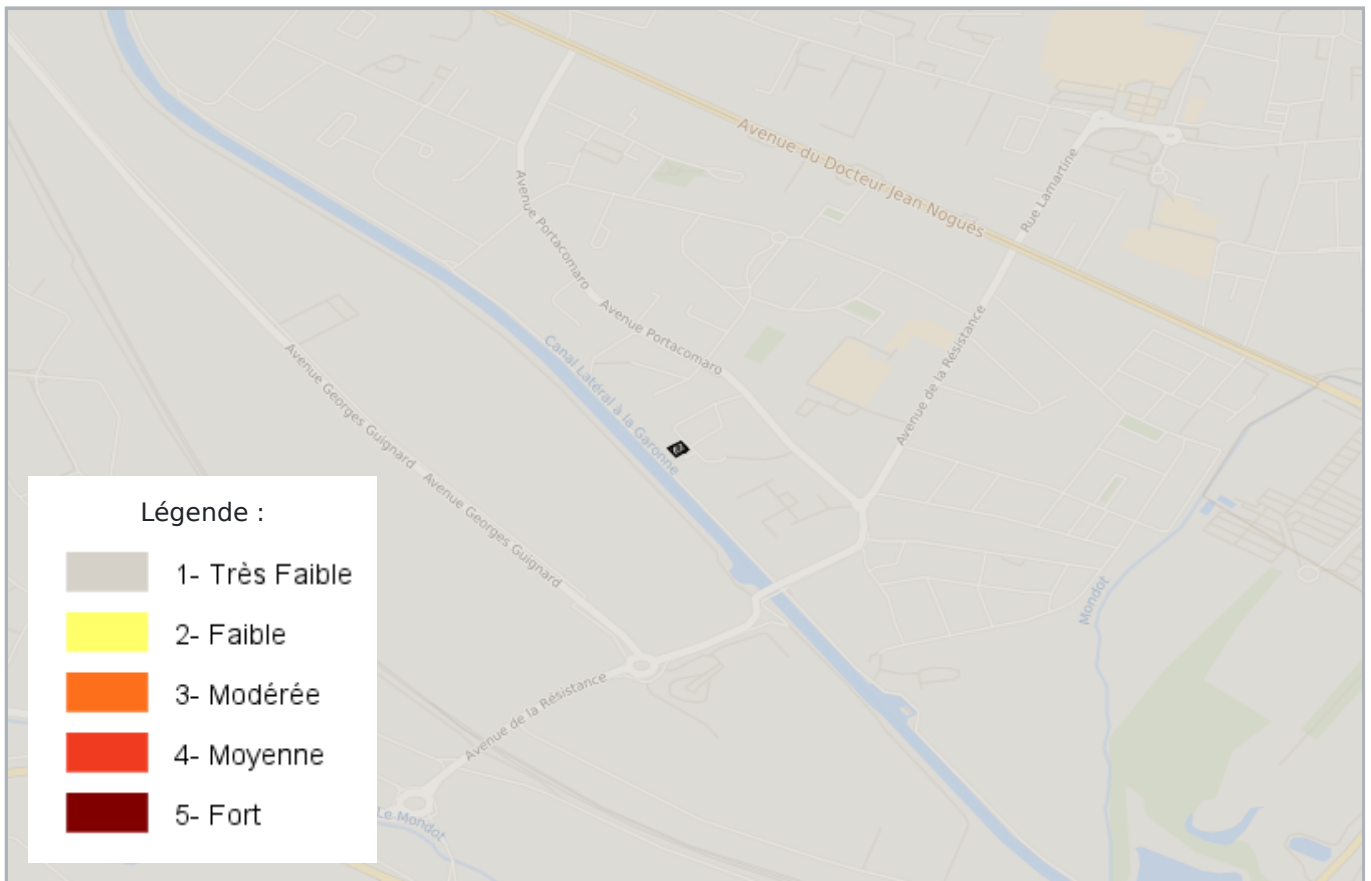 Avenue du Docteur Jean Noguès
Rue Lamartine
Avenue Portacomaro
Avenue Portacomaro
Avenue de la Résistance
Canal Latéral à la Garonne
Avenue Georges Guignard
Avenue Georges Guignard
Mondot
Avenue de la Résistance
Le Mondot
Légende :
1- Très Faible
2- Faible
3- Modérée
4- Moyenne
5- Fort